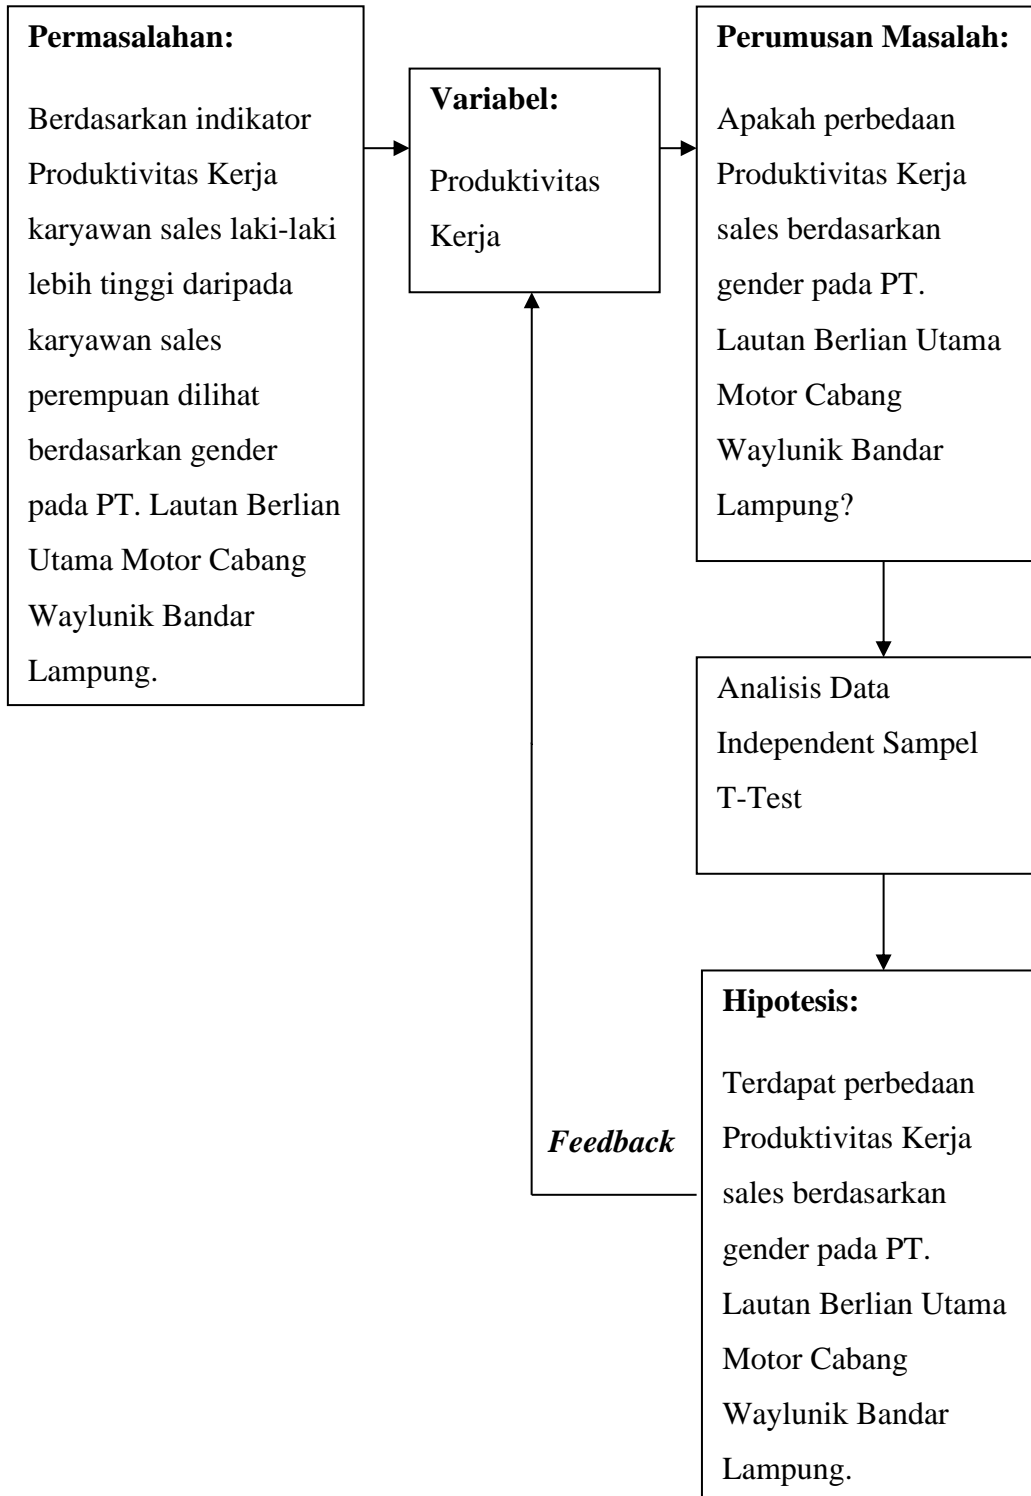 Permasalahan:
Berdasarkan indikator
Produktivitas Kerja
karyawan sales laki-laki
lebih tinggi daripada
karyawan sales
perempuan dilihat
berdasarkan gender
pada PT. Lautan Berlian
Utama Motor Cabang
Waylunik Bandar
Lampung.
Variabel:
Produktivitas
Kerja
Perumusan Masalah:
Apakah perbedaan
Produktivitas Kerja
sales berdasarkan
gender pada PT.
Lautan Berlian Utama
Motor Cabang
Waylunik Bandar
Lampung?
Analisis Data
Independent Sampel
T-Test
Hipotesis:
Terdapat perbedaan
Produktivitas Kerja
sales berdasarkan
gender pada PT.
Lautan Berlian Utama
Motor Cabang
Waylunik Bandar
Lampung.
Feedback